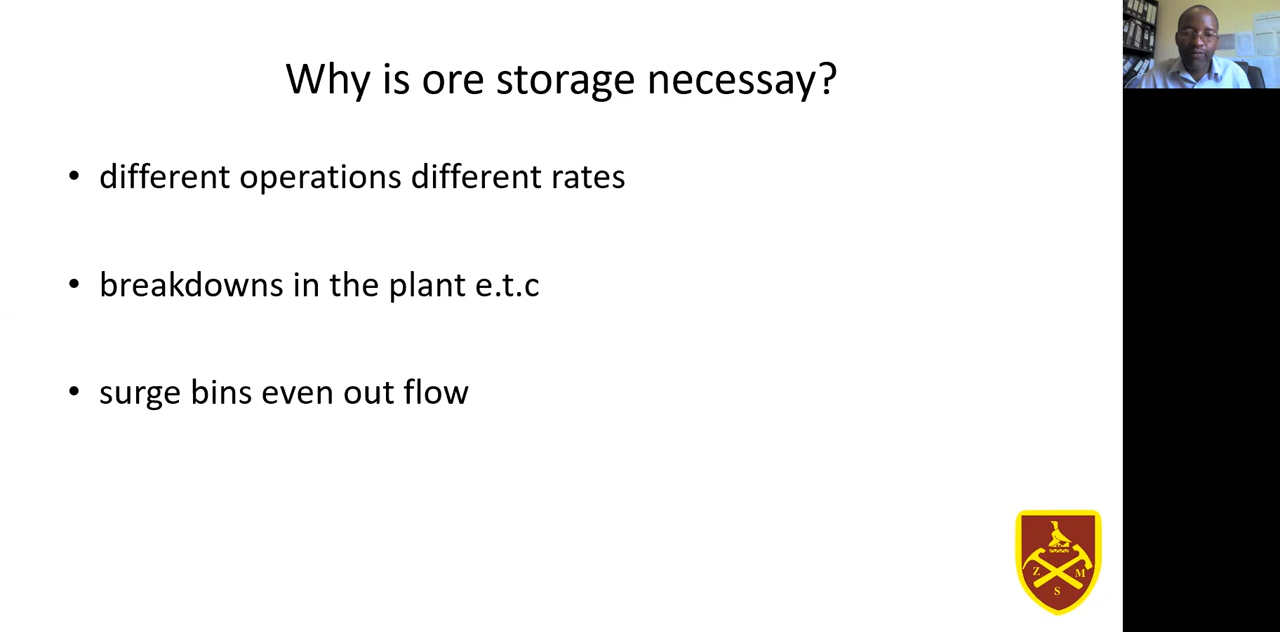 Why is ore storage necessay?
• different operations different rates
• breakdowns in the plant e.t.c
• surge bins even out flow
Z M
S